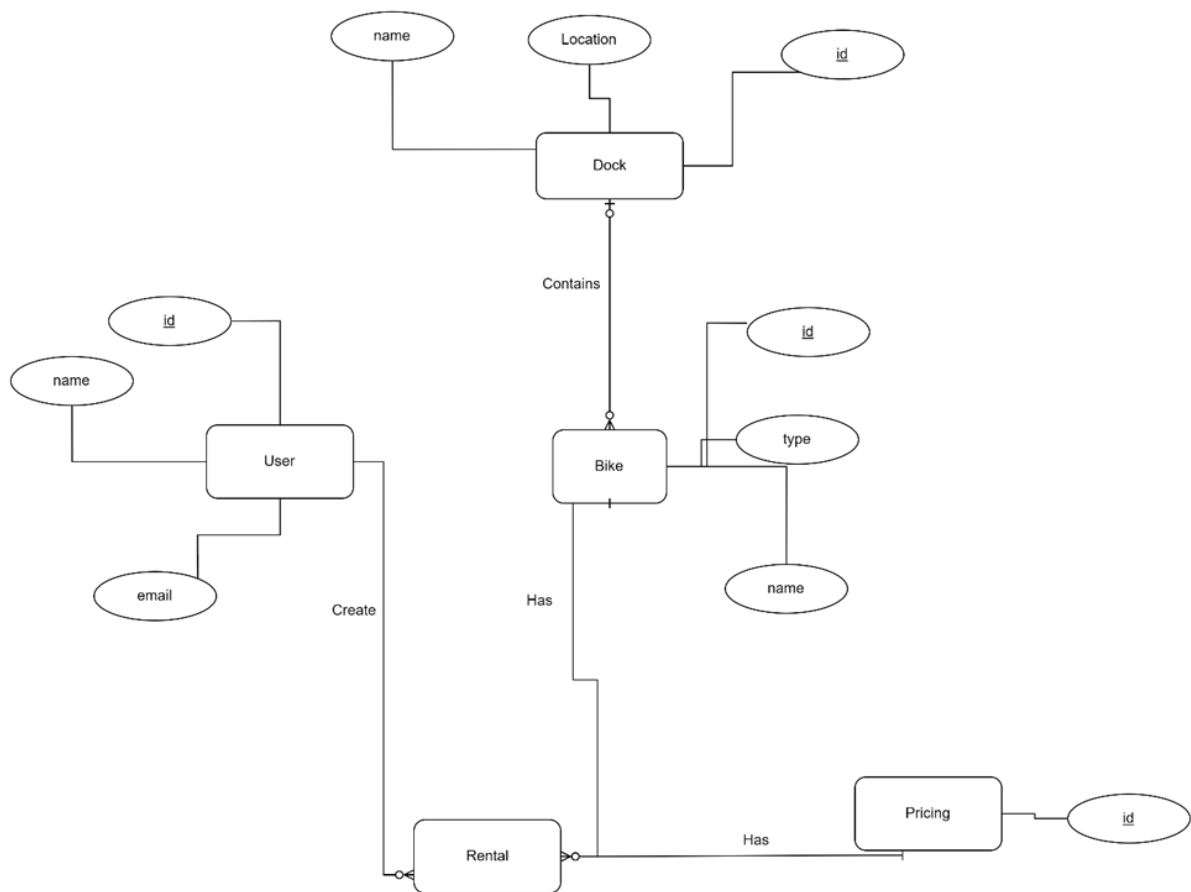 name
Location
id
Dock
Contains
id
id
name
type
User
Bike
name
email
Has
Create
Pricing
id
Has
Rental